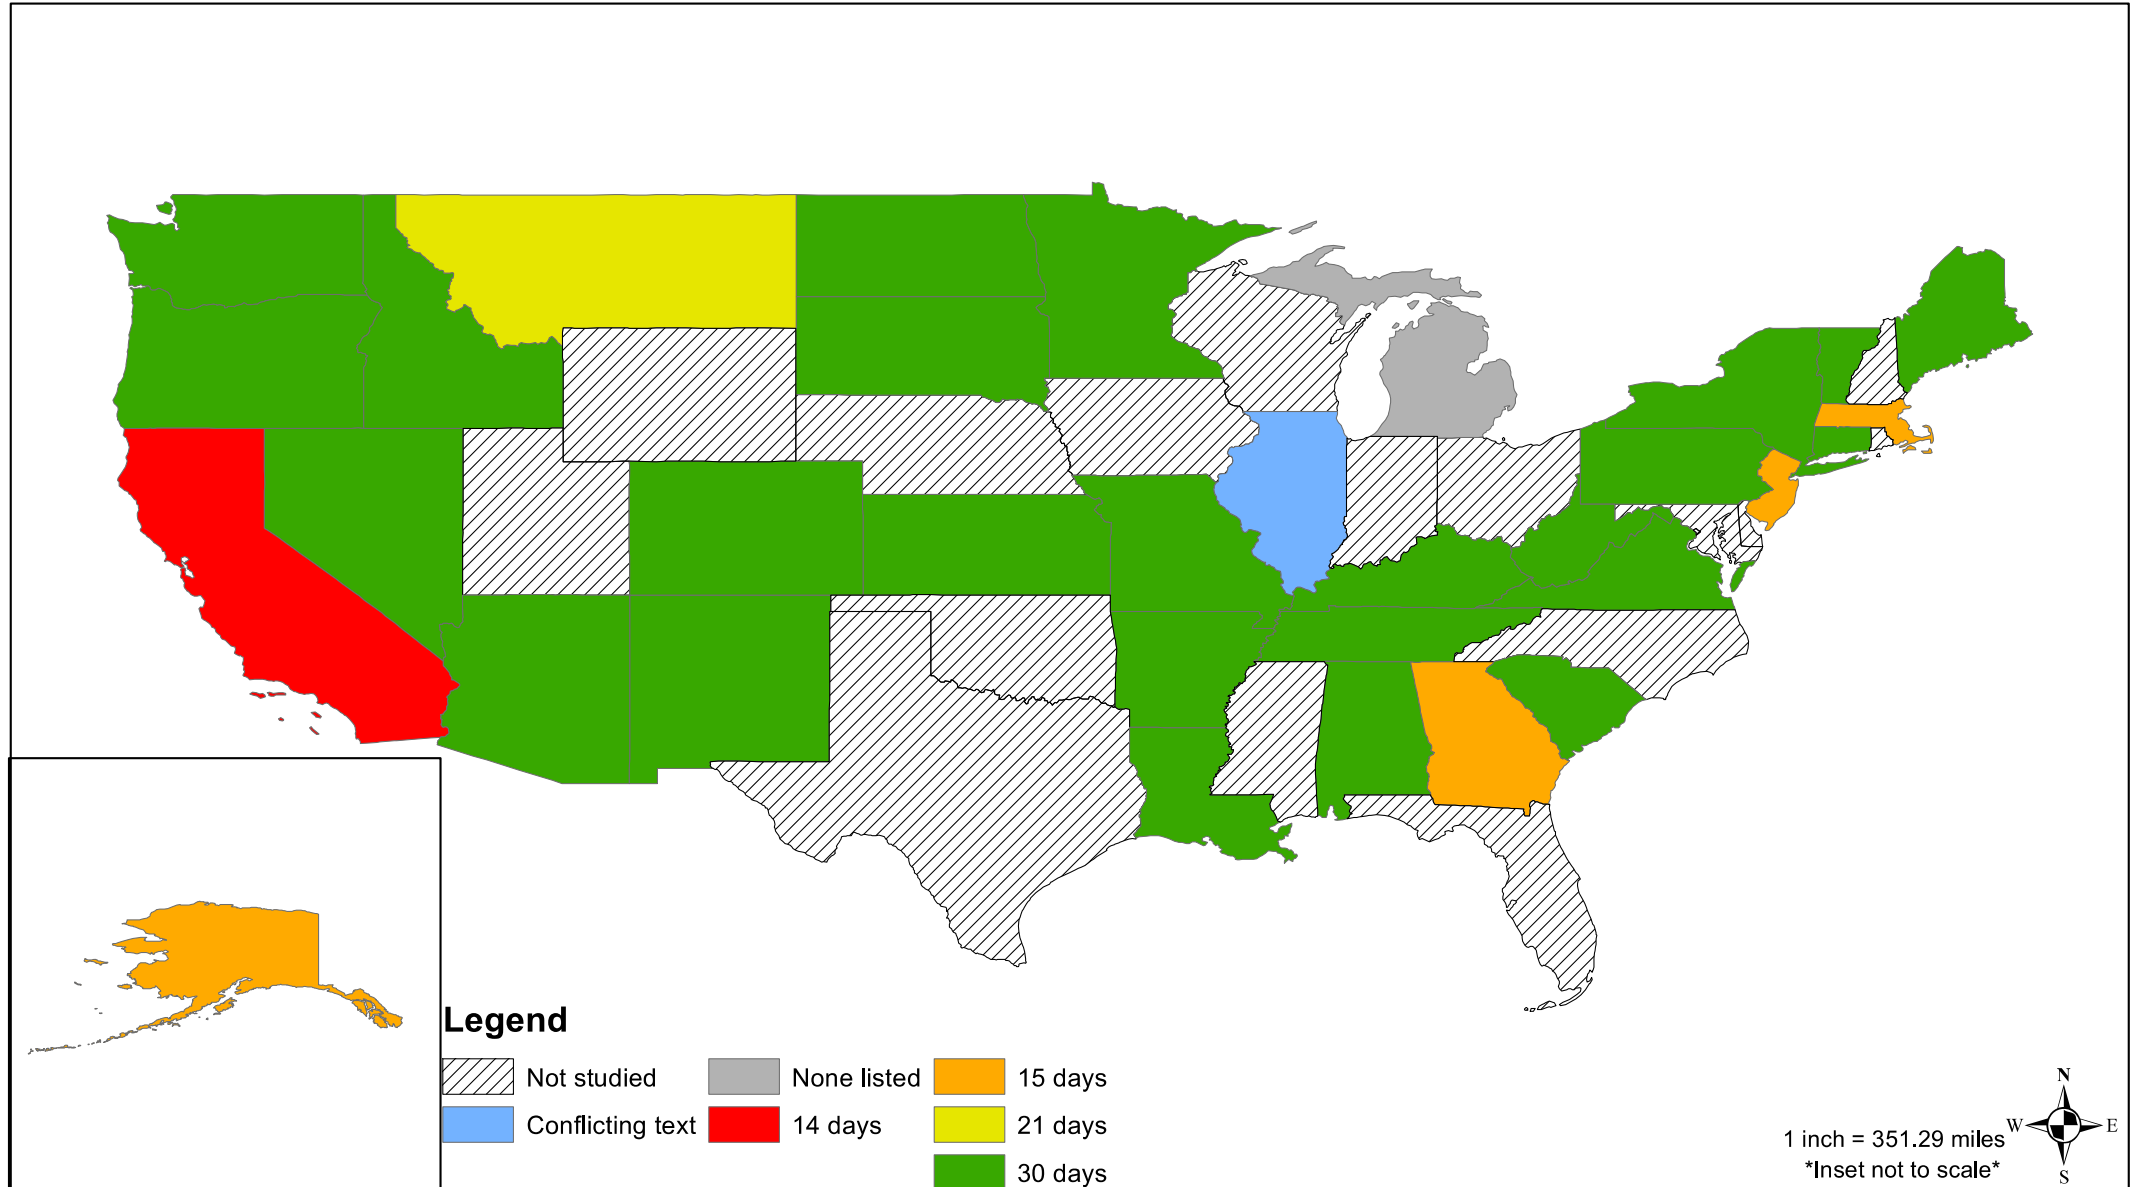 Legend
Not studied
None listed
15 days
Conflicting text
14 days
21 days
30 days
N
W
E
S
1 inch = 351.29 miles
*Inset not to scale*